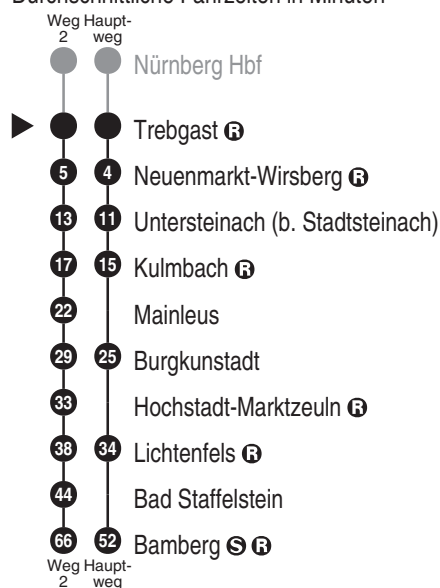 Durchschnittliche Fahrzeiten in Minuten
Weg Haupt-
2 weg
Nürnberg Hbf
Trebgast R
5 4 Neuenmarkt-Wirsberg R
13 11 Untersteinach (b. Stadtsteinach)
17 15 Kulmbach R
22 Mainleus
29 25 Burgkunstadt
33 Hochstadt-Marktzeuln R
38 34 Lichtenfels R
44 Bad Staffelstein
66 52 Bamberg S R
Weg Haupt-
2 weg